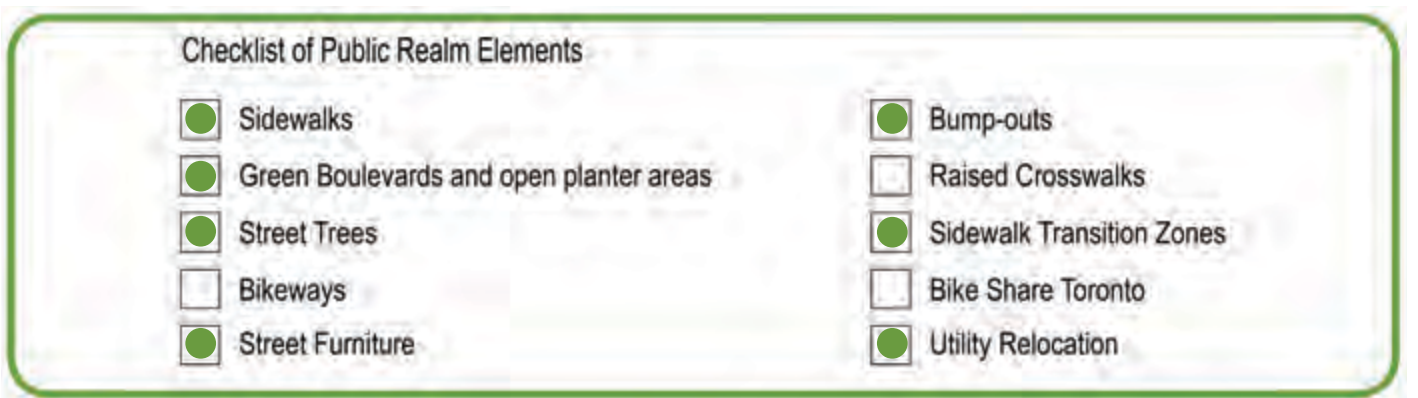 Checklist of Public Realm Elements
Sidewalks
Green Boulevards and open planter areas
Street Trees
Bikeways
Street Furniture
Bump-outs
Raised Crosswalks
Sidewalk Transition Zones
Bike Share Toronto
Utility Relocation